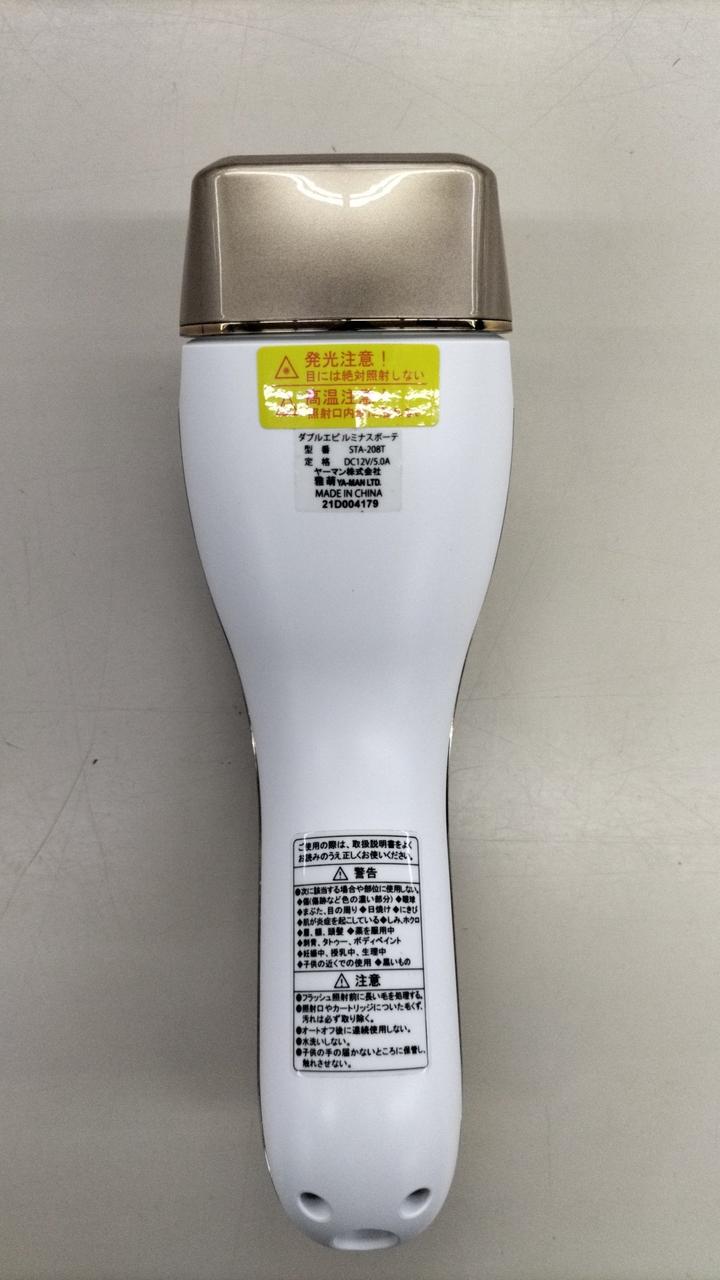 発光注意！
目には絶対照射しない
高温注意
照射口内
ダブルエピ ルミナスボーテ
型 番 STA-208T
定 格 DC12V/5.0A
ヤーマン株式会社
雅萌 YA-MAN LTD.
MADE IN CHINA
21D004179
ご使用の際は、取扱説明書をよく
お読みのうえ正しくお使いください。
⚠ 警告
●次に該当する場合や部位に使用しない。
◆傷(傷跡など色の濃い部分) ◆眼球
◆まぶた、目の周り ◆日焼け ◆にきび
◆肌が炎症を起こしている ◆しみ、ホクロ
◆眉、額、頭髪 ◆薬を服用中
◆刺青、タトゥー、ボディペイント
◆妊娠中、授乳中、生理中
◆子供の近くでの使用 ◆黒いもの
⚠ 注意
●フラッシュ照射前に長い毛を処理する。
●照射口やカートリッジについた毛くず、
汚れは必ず取り除く。
●オートオフ後に連続使用しない。
●水洗いしない。
●子供の手の届かないところに保管し、
触れさせない。